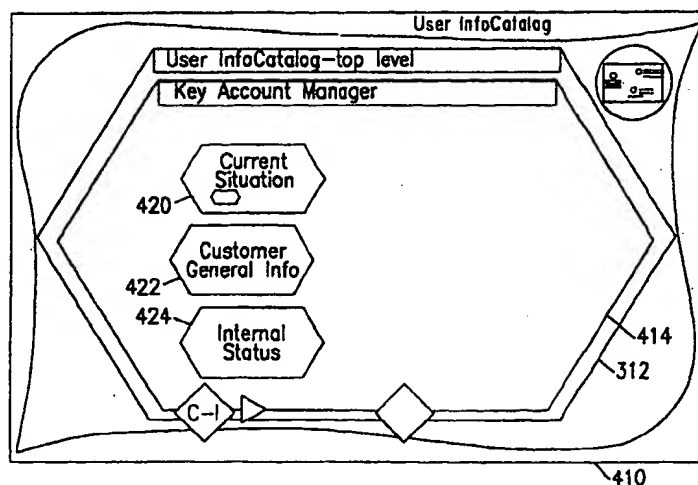 User InfoCatalog
User InfoCatalog-top level
Key Account Manager
Current
Situation
420
Customer
General Info
422
424
Internal
Status
414
312
C-I
410